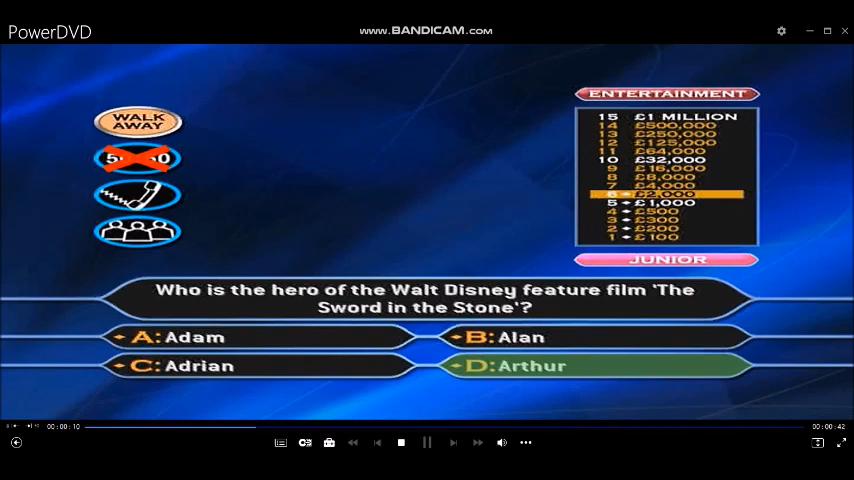 PowerDVD
www.BANDICAM.com
ENTERTAINMENT
WALK
AWAY
15 £1 MILLION
14 £500,000
13 £250,000
12 £125,000
11 £64,000
10 £32,000
9 £16,000
8 £8,000
7 £4,000
6 £2,000
5 £1,000
4 £500
3 £300
2 £200
1 £100
JUNIOR
Who is the hero of the Walt Disney feature film 'The
Sword in the Stone'?
A: Adam
B: Alan
C: Adrian
D: Arthur
00:00:10
00:00:42